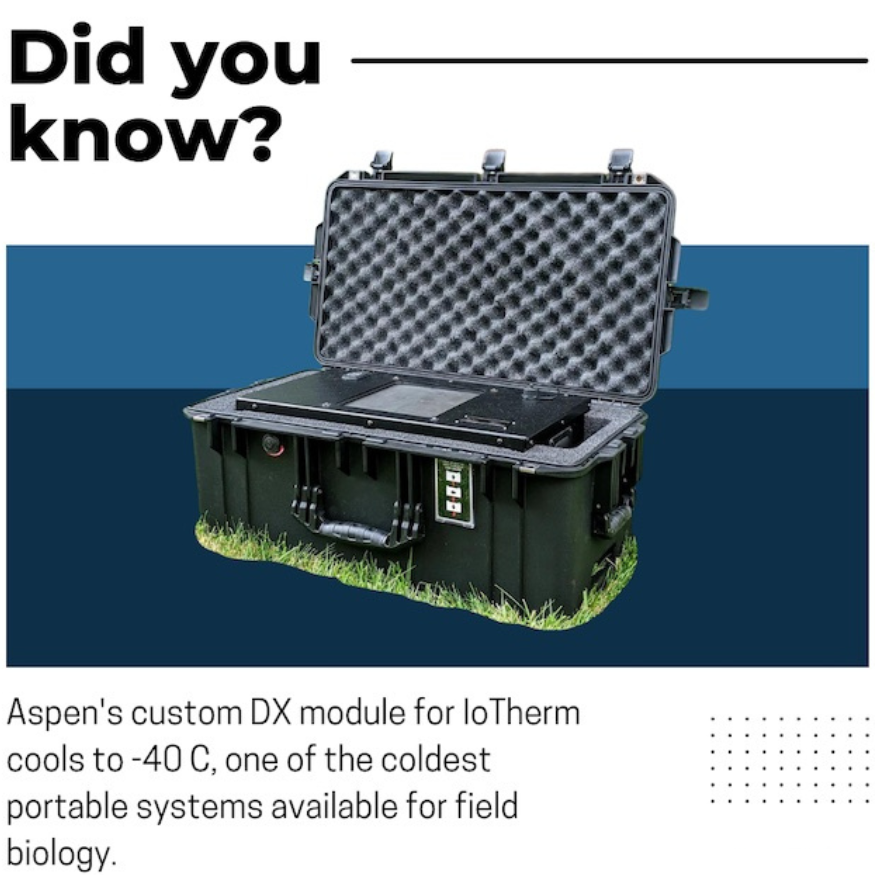 Did you
know?
Aspen's custom DX module for IoTherm
cools to -40 C, one of the coldest
portable systems available for field
biology.